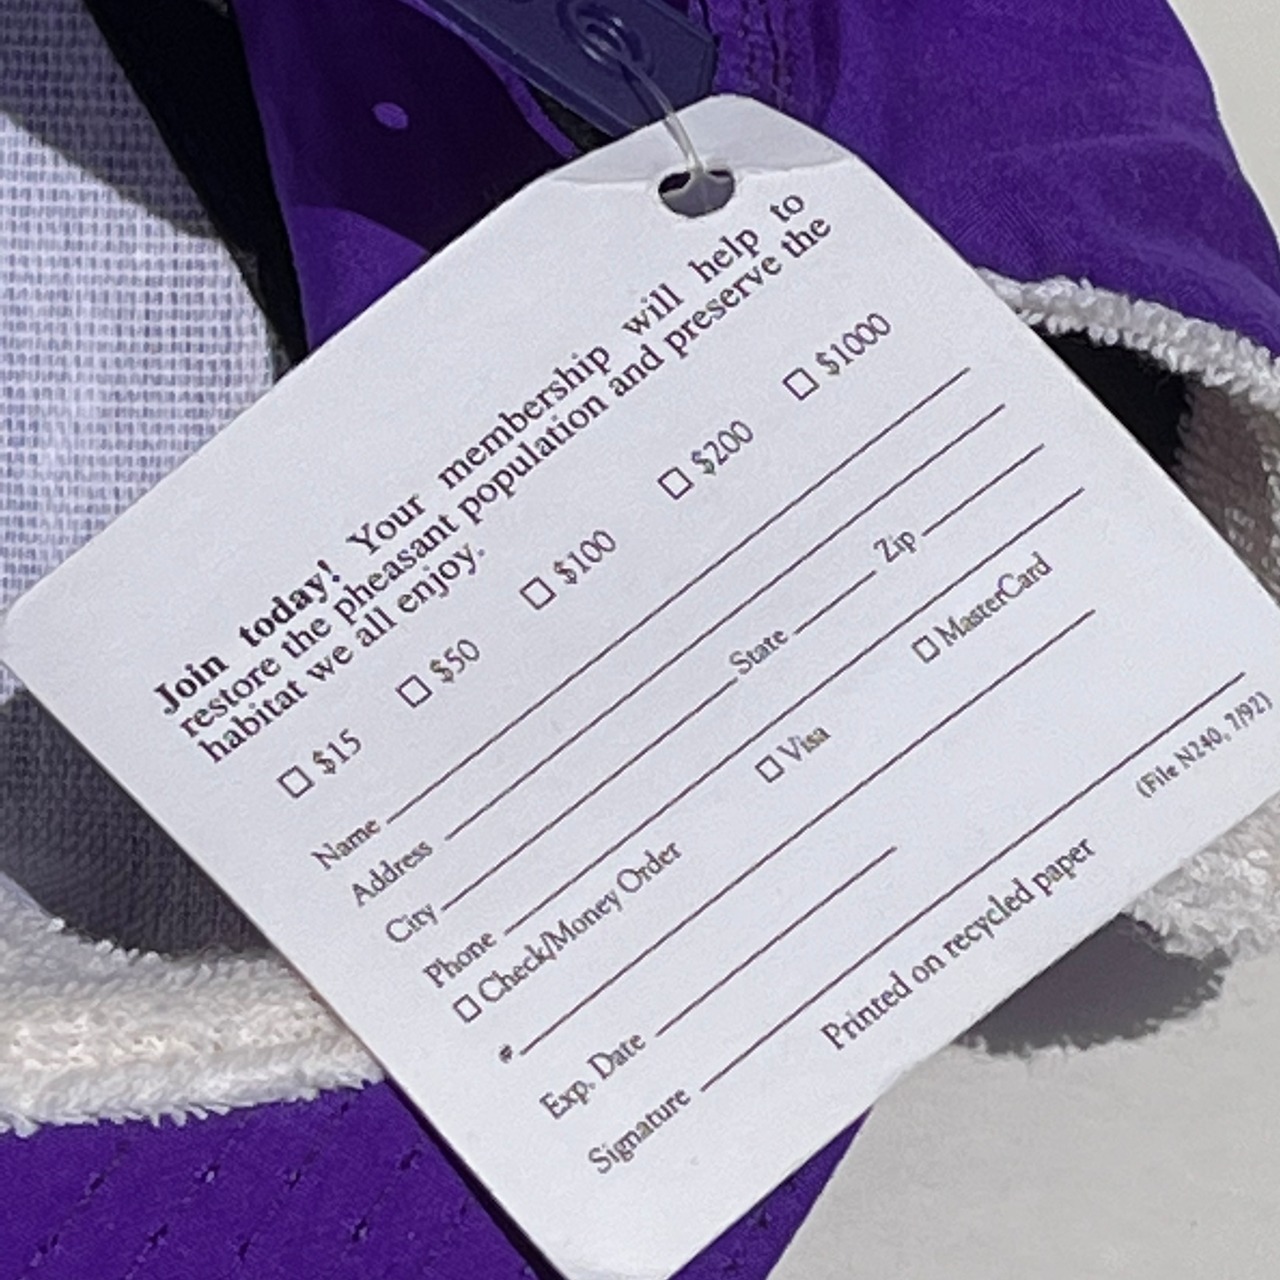 Join today! Your membership will help to
restore the pheasant population and preserve the
habitat we all enjoy.
$15 $50 $100 $200 $1000
Name
Address
City State Zip
Phone
Check/Money Order Visa MasterCard
#
Exp. Date
Signature
Printed on recycled paper (File N240, 7/92)